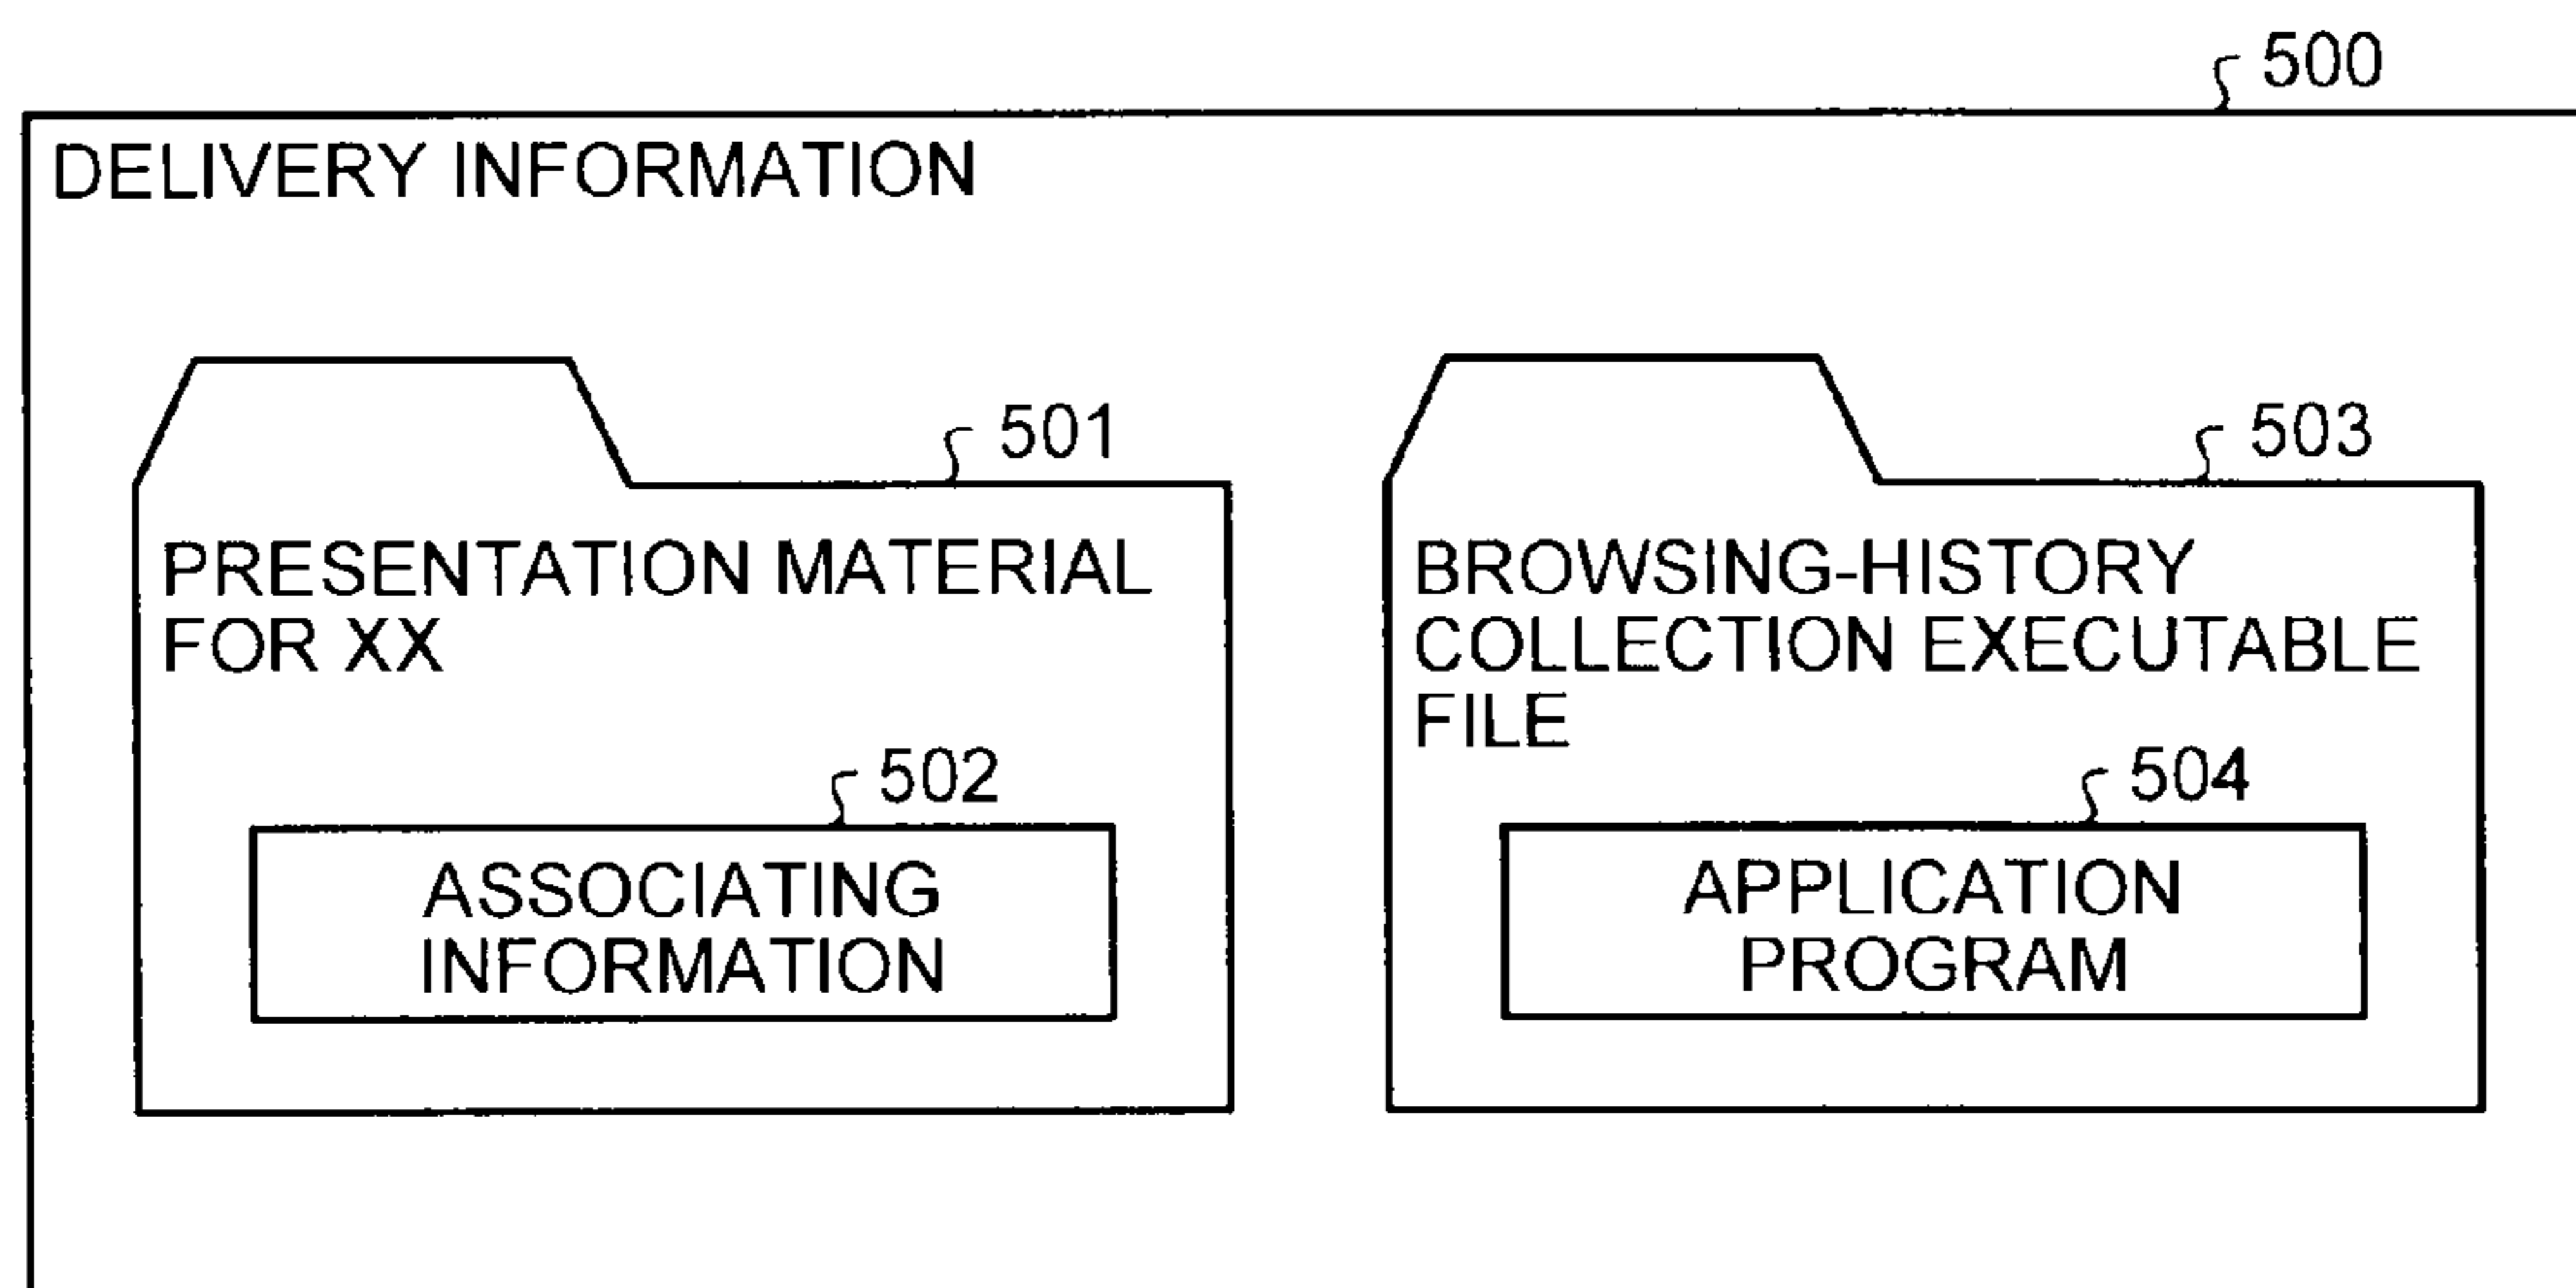 500
DELIVERY INFORMATION
501
PRESENTATION MATERIAL
FOR XX
502
ASSOCIATING
INFORMATION
503
BROWSING-HISTORY
COLLECTION EXECUTABLE
FILE
504
APPLICATION
PROGRAM